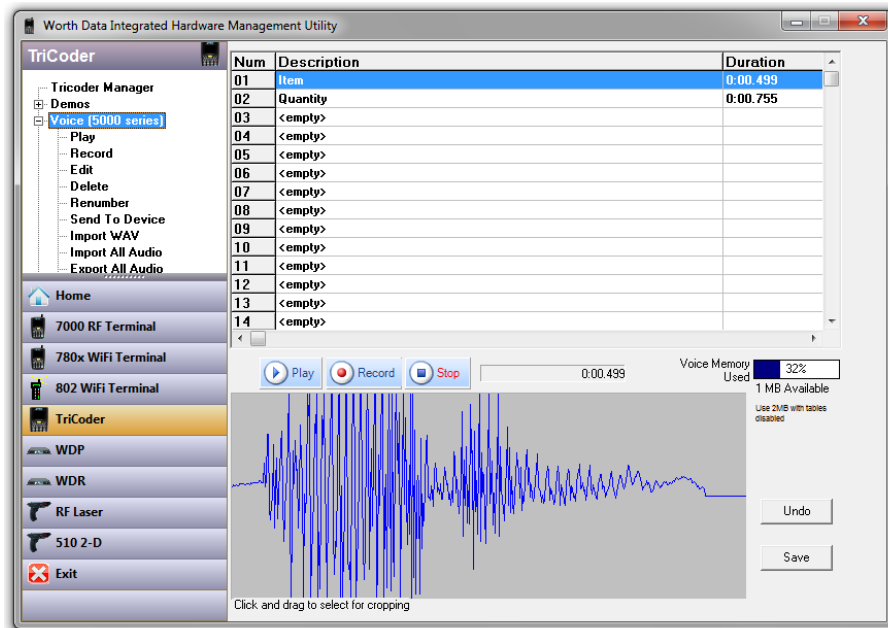 Worth Data Integrated Hardware Management Utility
TriCoder
Tricoder Manager
Demos
Voice (5000 series)
Play
Record
Edit
Delete
Renumber
Send To Device
Import WAV
Import All Audio
Export All Audio
Home
7000 RF Terminal
780x WiFi Terminal
802 WiFi Terminal
TriCoder
WDP
WDR
RF Laser
510 2-D
Exit
Num Description Duration
01 Item 0:00.499
02 Quantity 0:00.755
03 <empty>
04 <empty>
05 <empty>
06 <empty>
07 <empty>
08 <empty>
09 <empty>
10 <empty>
11 <empty>
12 <empty>
13 <empty>
14 <empty>
Play Record Stop 0:00.499
Voice Memory
Used
32%
1 MB Available
Use 2MB with tables
disabled
Undo
Save
Click and drag to select for cropping